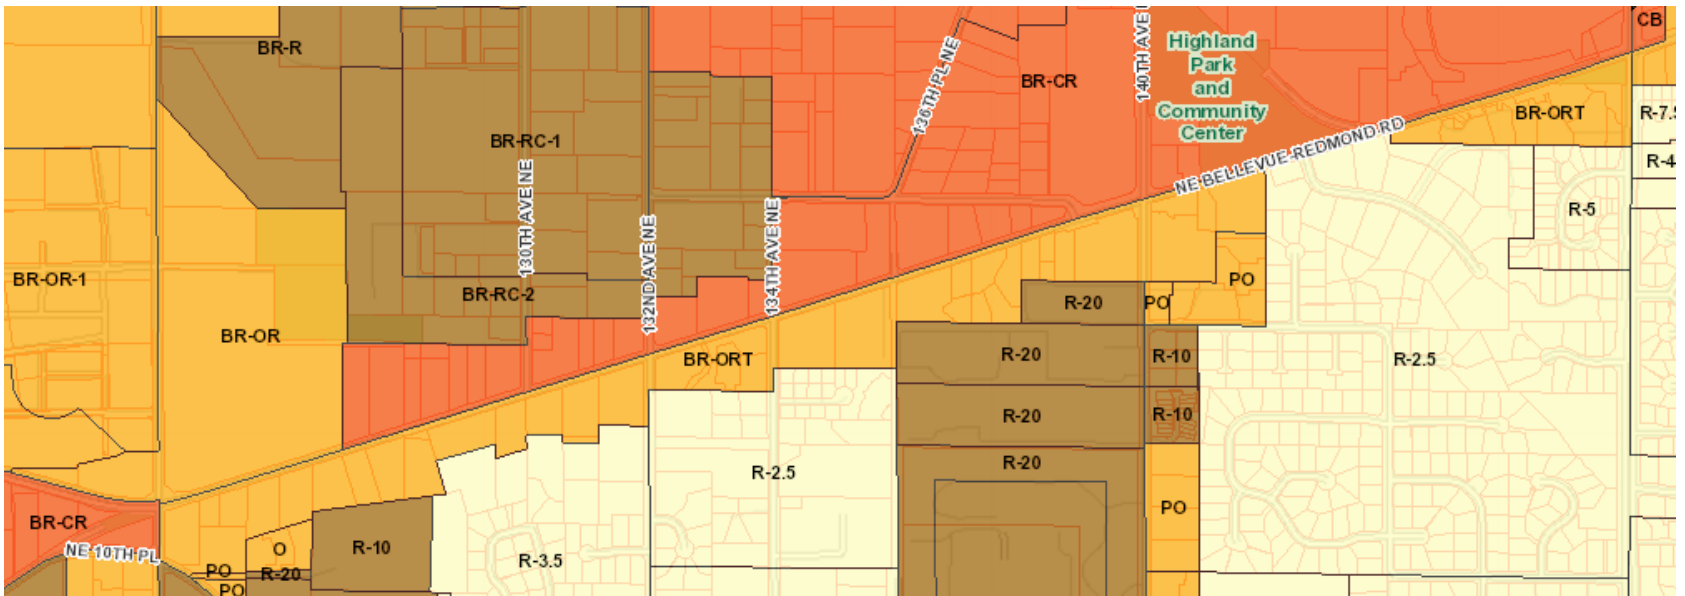 BR-R
CB
Highland
Park
and
Community
Center
140TH AVE
136TH PL NE
BR-CR
BR-ORT
R-7.5
BR-RC-1
NE BELLEVUE-REDMOND RD
R-4
130TH AVE NE
132ND AVE NE
134TH AVE NE
R-5
BR-OR-1
BR-RC-2
PO
R-20
PO
BR-OR
BR-ORT
R-20
R-10
R-2.5
R-20
R-10
R-20
R-2.5
PO
BR-CR
NE 10TH PL
O
R-10
R-3.5
PO
R-20
PO